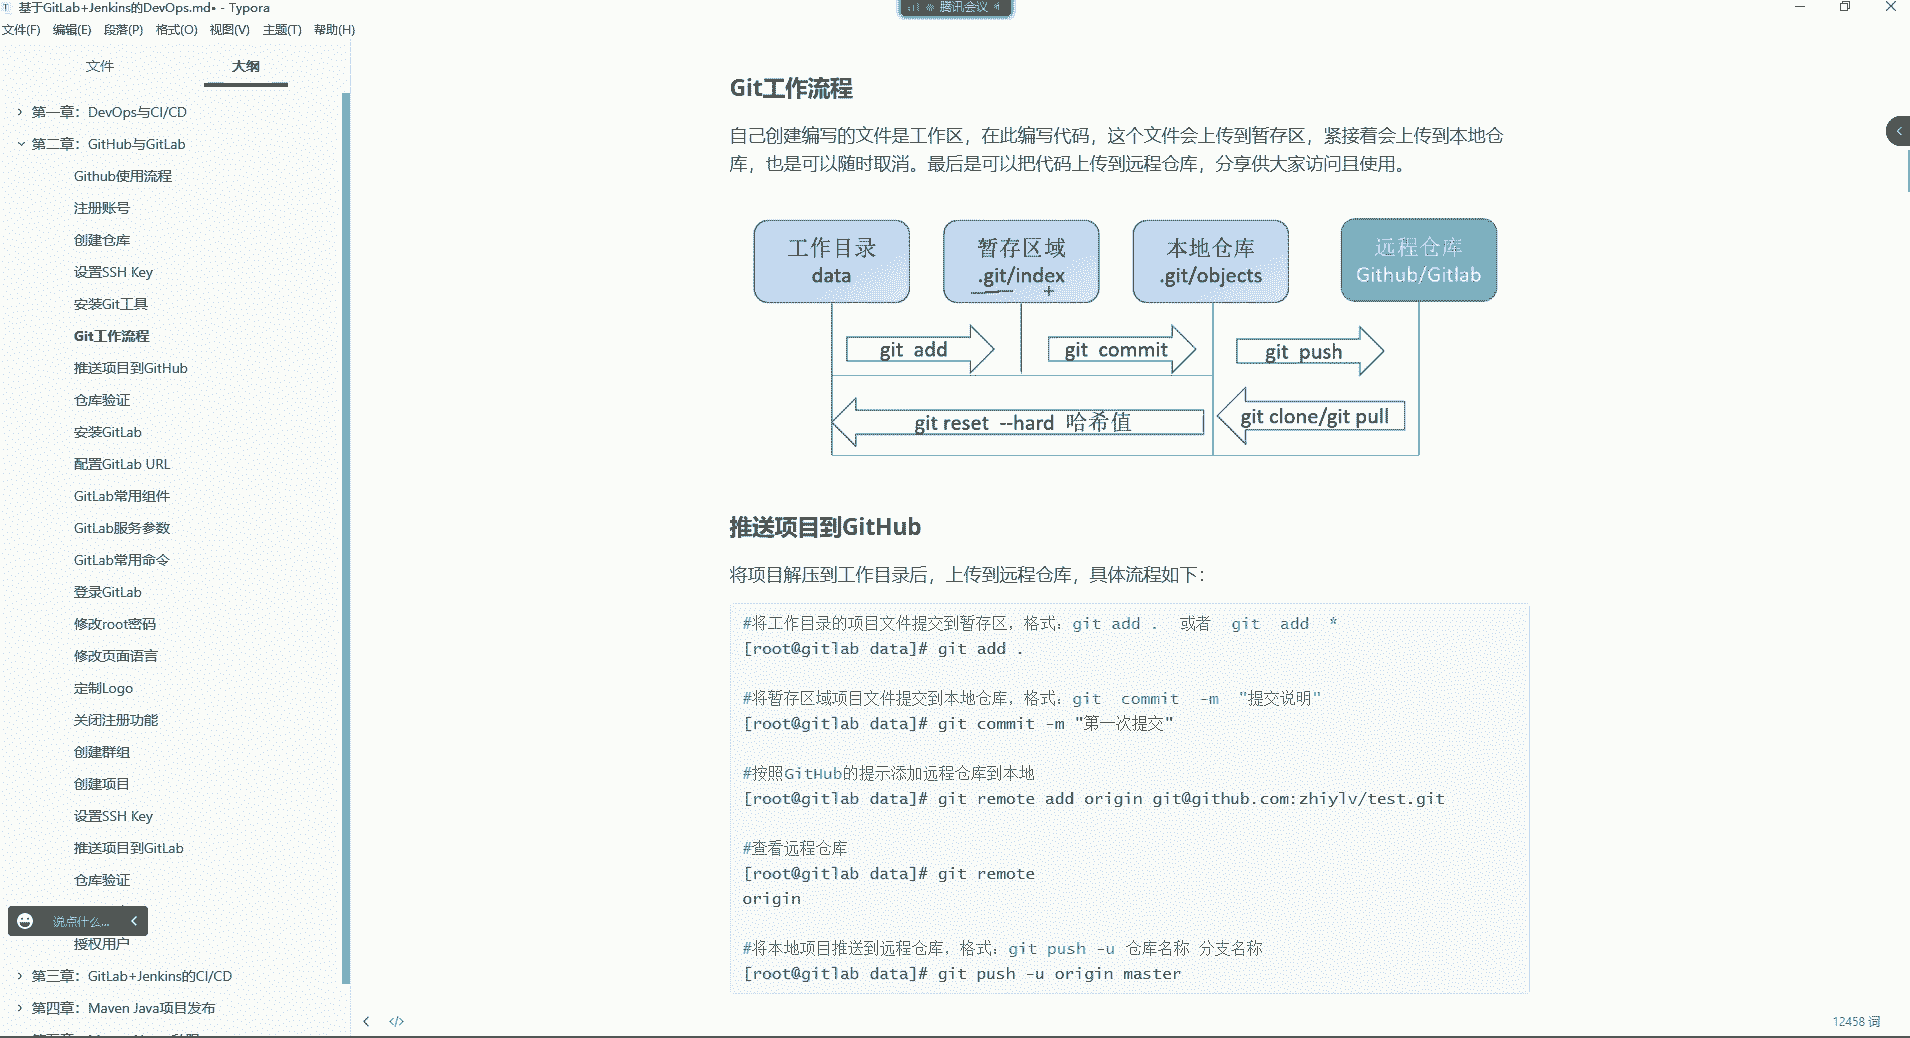 基于GitLab+Jenkins的DevOps.md• - Typora
腾讯会议
文件(F) 编辑(E) 段落(P) 格式(O) 视图(V) 主题(T) 帮助(H)
文件 大纲
第一章：DevOps与CI/CD
第二章：GitHub与GitLab
Github使用流程
注册账号
创建仓库
设置SSH Key
安装Git工具
Git工作流程
推送项目到GitHub
仓库验证
安装GitLab
配置GitLab URL
GitLab常用组件
GitLab服务参数
GitLab常用命令
登录GitLab
修改root密码
修改页面语言
定制Logo
关闭注册功能
创建群组
创建项目
设置SSH Key
推送项目到GitLab
仓库验证
说点什么...
授权用户
第三章：GitLab+Jenkins的CI/CD
第四章：Maven Java项目发布
Git工作流程
自己创建编写的文件是工作区，在此编写代码，这个文件会上传到暂存区，紧接着会上传到本地仓
库，也是可以随时取消。最后是可以把代码上传到远程仓库，分享供大家访问且使用。
工作目录
data
暂存区域
.git/index
本地仓库
.git/objects
远程仓库
Github/Gitlab
git add
git commit
git push
git reset --hard 哈希值
git clone/git pull
推送项目到GitHub
将项目解压到工作目录后，上传到远程仓库，具体流程如下：
#将工作目录的项目文件提交到暂存区，格式：git add . 或者 git add *
[root@gitlab data]# git add .
#将暂存区域项目文件提交到本地仓库，格式：git commit -m "提交说明"
[root@gitlab data]# git commit -m "第一次提交"
#按照GitHub的提示添加远程仓库到本地
[root@gitlab data]# git remote add origin git@github.com:zhiylv/test.git
#查看远程仓库
[root@gitlab data]# git remote
origin
#将本地项目推送到远程仓库，格式：git push -u 仓库名称 分支名称
[root@gitlab data]# git push -u origin master
12458 词